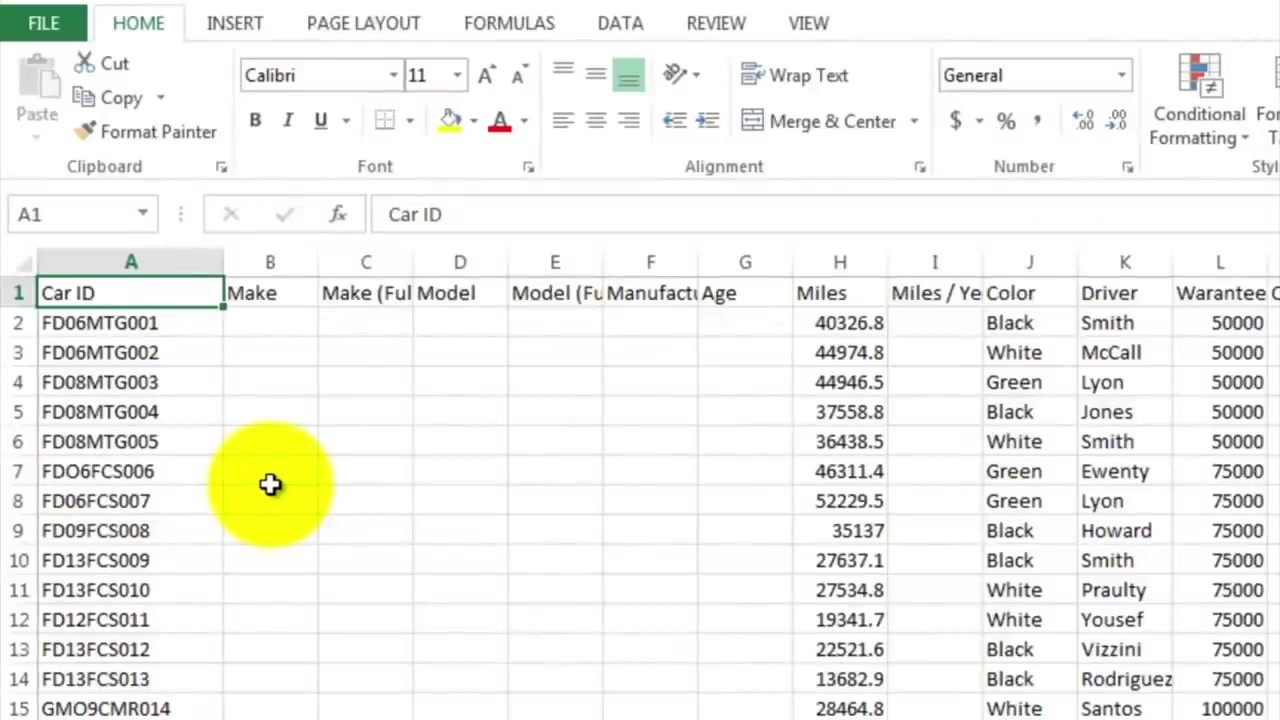 FILE HOME INSERT PAGE LAYOUT FORMULAS DATA REVIEW VIEW
Cut
Copy
Format Painter
Paste
Calibri 11 A A
B I U A
Wrap Text
Merge & Center
General
$ % ,
Conditional
Formatting
Clipboard Font Alignment Number
A1 fx Car ID
A B C D E F G H I J K L
1 Car ID Make Make (Ful Model Model (Fu Manufactu Age Miles Miles / Ye Color Driver Warantee
2 FD06MTG001 40326.8 Black Smith 50000
3 FD06MTG002 44974.8 White McCall 50000
4 FD08MTG003 44946.5 Green Lyon 50000
5 FD08MTG004 37558.8 Black Jones 50000
6 FD08MTG005 36438.5 White Smith 50000
7 FDO6FCS006 46311.4 Green Ewenty 75000
8 FD06FCS007 52229.5 Green Lyon 75000
9 FD09FCS008 35137 Black Howard 75000
10 FD13FCS009 27637.1 Black Smith 75000
11 FD13FCS010 27534.8 White Praulty 75000
12 FD12FCS011 19341.7 White Yousef 75000
13 FD13FCS012 22521.6 Black Vizzini 75000
14 FD13FCS013 13682.9 Black Rodriguez 75000
15 GMO9CMR014 28464.8 White Santos 100000